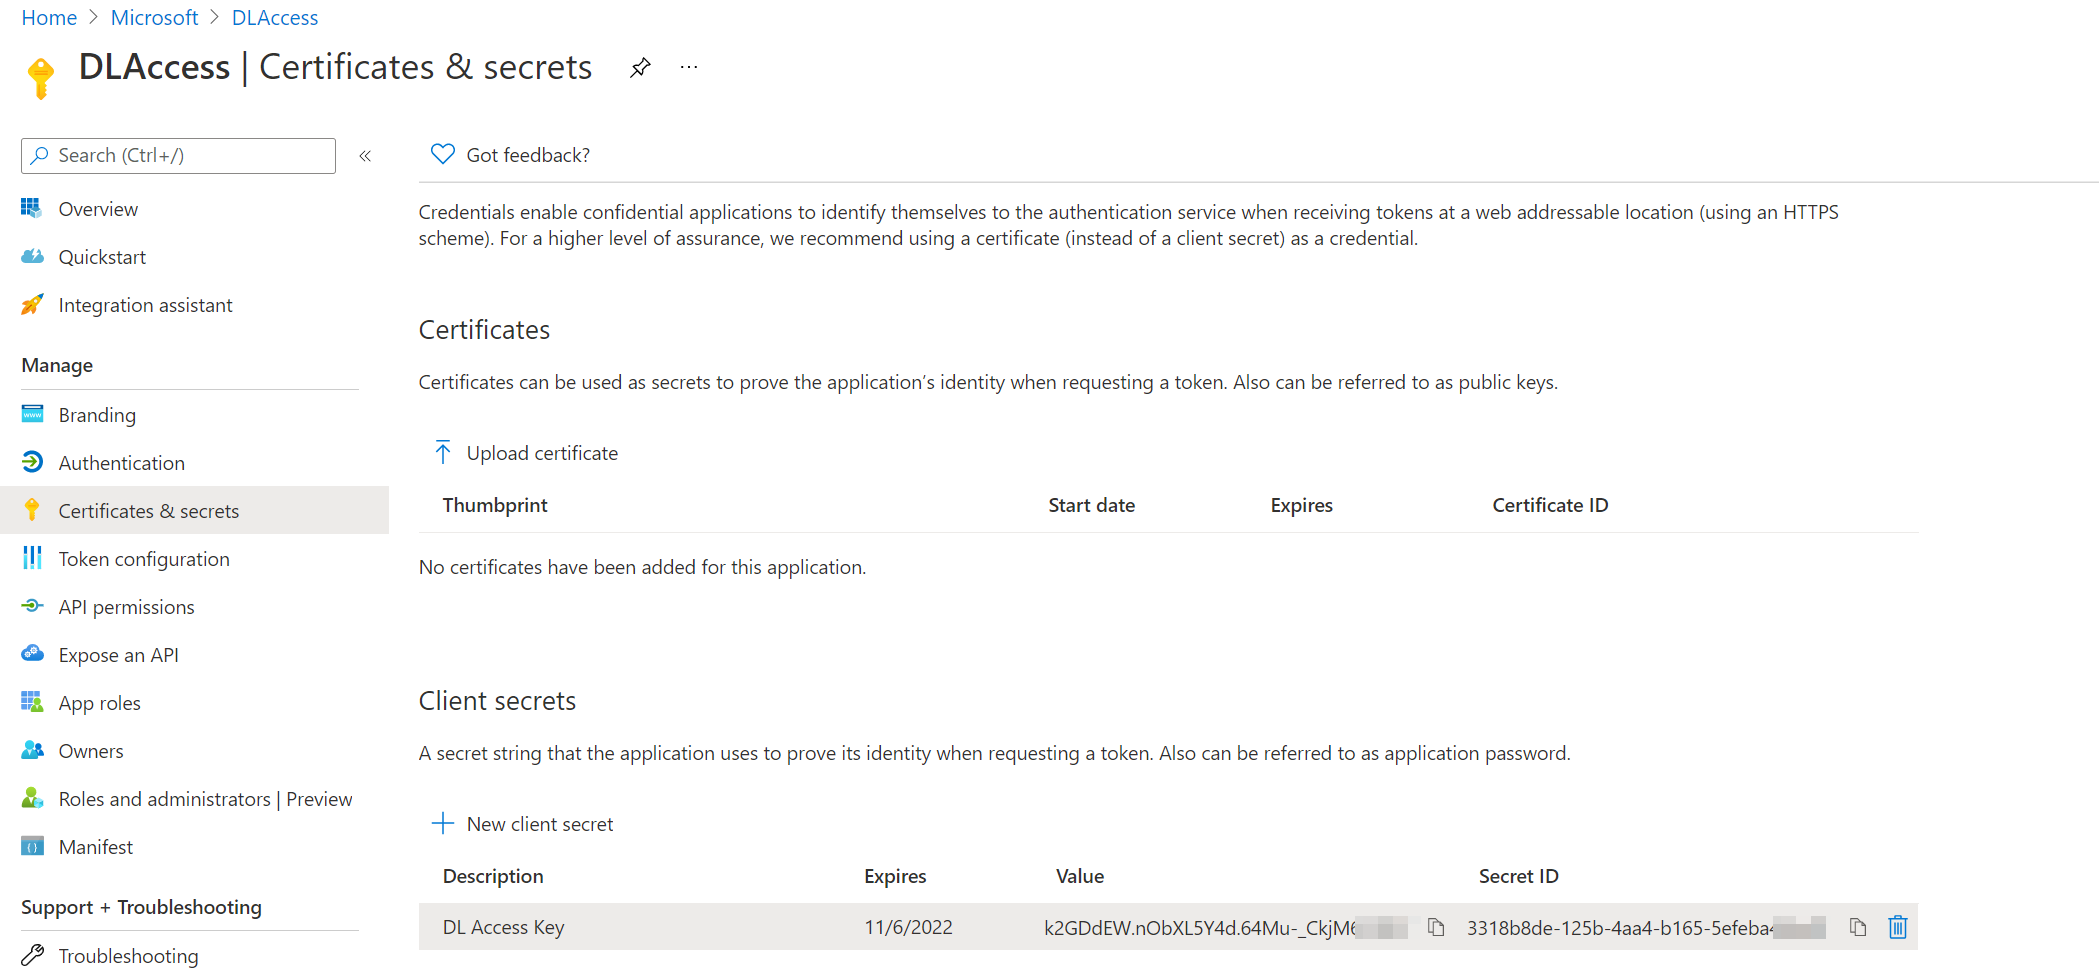 Home > Microsoft > DLAccess
DLAccess | Certificates & secrets ...
Search (Ctrl+/) «
Got feedback?
Overview
Quickstart
Integration assistant
Manage
Branding
Authentication
Certificates & secrets
Token configuration
API permissions
Expose an API
App roles
Owners
Roles and administrators | Preview
Manifest
Support + Troubleshooting
Troubleshooting
Credentials enable confidential applications to identify themselves to the authentication service when receiving tokens at a web addressable location (using an HTTPS
scheme). For a higher level of assurance, we recommend using a certificate (instead of a client secret) as a credential.
Certificates
Certificates can be used as secrets to prove the application's identity when requesting a token. Also can be referred to as public keys.
Upload certificate
Thumbprint Start date Expires Certificate ID
No certificates have been added for this application.
Client secrets
A secret string that the application uses to prove its identity when requesting a token. Also can be referred to as application password.
New client secret
Description Expires Value Secret ID
DL Access Key 11/6/2022 k2GDdEW.nObXL5Y4d.64Mu-_CkjM 3318b8de-125b-4aa4-b165-5efeba